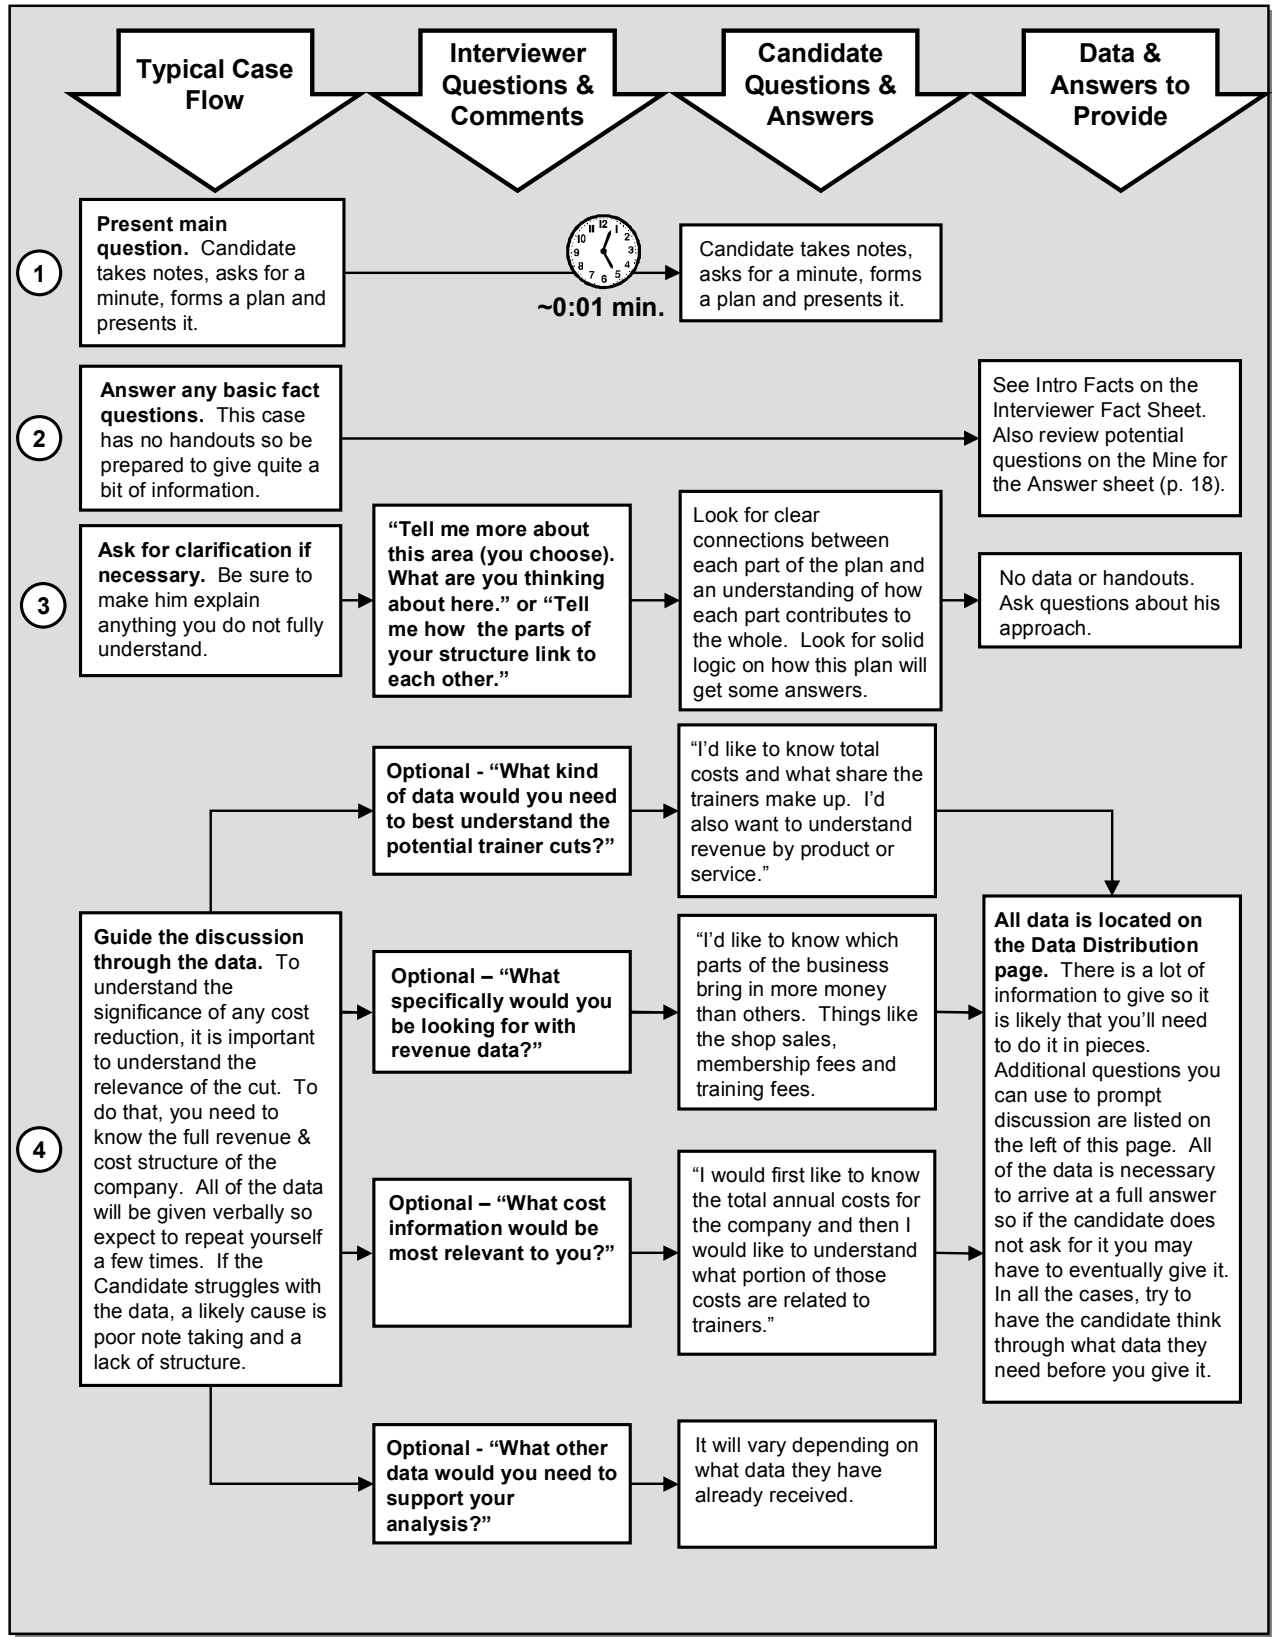 Typical Case
Flow
Interviewer
Questions &
Comments
Candidate
Questions &
Answers
Data &
Answers to
Provide
1
Present main
question. Candidate
takes notes, asks for a
minute, forms a plan and
presents it.
11 12 1
10 2
9 3
8 4
7 6 5
~0:01 min.
Candidate takes notes,
asks for a minute, forms
a plan and presents it.
2
Answer any basic fact
questions. This case
has no handouts so be
prepared to give quite a
bit of information.
See Intro Facts on the
Interviewer Fact Sheet.
Also review potential
questions on the Mine for
the Answer sheet (p. 18).
3
Ask for clarification if
necessary. Be sure to
make him explain
anything you do not fully
understand.
“Tell me more about
this area (you choose).
What are you thinking
about here.” or “Tell
me how the parts of
your structure link to
each other.”
Look for clear
connections between
each part of the plan and
an understanding of how
each part contributes to
the whole. Look for solid
logic on how this plan will
get some answers.
No data or handouts.
Ask questions about his
approach.
4
Guide the discussion
through the data. To
understand the
significance of any cost
reduction, it is important
to understand the
relevance of the cut. To
do that, you need to
know the full revenue &
cost structure of the
company. All of the data
will be given verbally so
expect to repeat yourself
a few times. If the
Candidate struggles with
the data, a likely cause is
poor note taking and a
lack of structure.
Optional - “What kind
of data would you need
to best understand the
potential trainer cuts?”
“I’d like to know total
costs and what share the
trainers make up. I’d
also want to understand
revenue by product or
service.”
Optional – “What
specifically would you
be looking for with
revenue data?”
“I’d like to know which
parts of the business
bring in more money
than others. Things like
the shop sales,
membership fees and
training fees.
Optional – “What cost
information would be
most relevant to you?”
“I would first like to know
the total annual costs for
the company and then I
would like to understand
what portion of those
costs are related to
trainers.”
Optional - “What other
data would you need to
support your
analysis?”
It will vary depending on
what data they have
already received.
All data is located on
the Data Distribution
page. There is a lot of
information to give so it
is likely that you’ll need
to do it in pieces.
Additional questions you
can use to prompt
discussion are listed on
the left of this page. All
of the data is necessary
to arrive at a full answer
so if the candidate does
not ask for it you may
have to eventually give it.
In all the cases, try to
have the candidate think
through what data they
need before you give it.